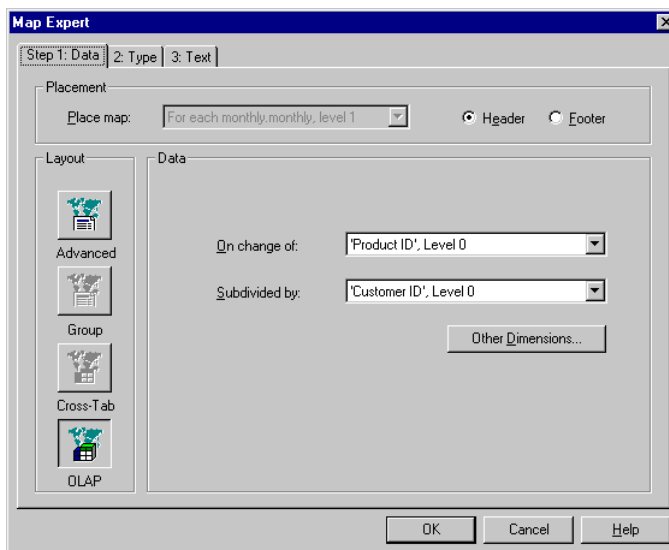 Map Expert
Step 1: Data 2: Type 3: Text
Placement
Place map: For each monthly.monthly, level 1 Header Footer
Layout
Data
Advanced
Group
Cross-Tab
OLAP
On change of: 'Product ID', Level 0
Subdivided by: 'Customer ID', Level 0
Other Dimensions...
OK Cancel Help